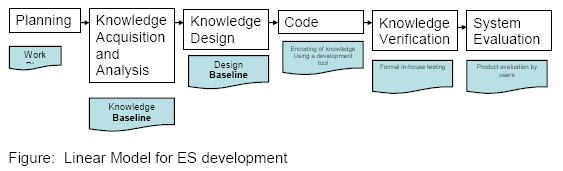 Planning
Knowledge
Acquisition
and
Analysis
Knowledge
Design
Code
Knowledge
Verification
System
Evaluation
Work
Knowledge
Baseline
Design
Baseline
Encoding of knowledge
Using a development
tool
Formal in-house testing
Product evaluation by
users
Figure: Linear Model for ES development